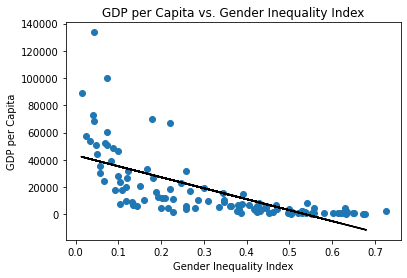 GDP per Capita vs. Gender Inequality Index
140000
120000
100000
80000
60000
40000
20000
0
GDP per Capita
0.0 0.1 0.2 0.3 0.4 0.5 0.6 0.7
Gender Inequality Index